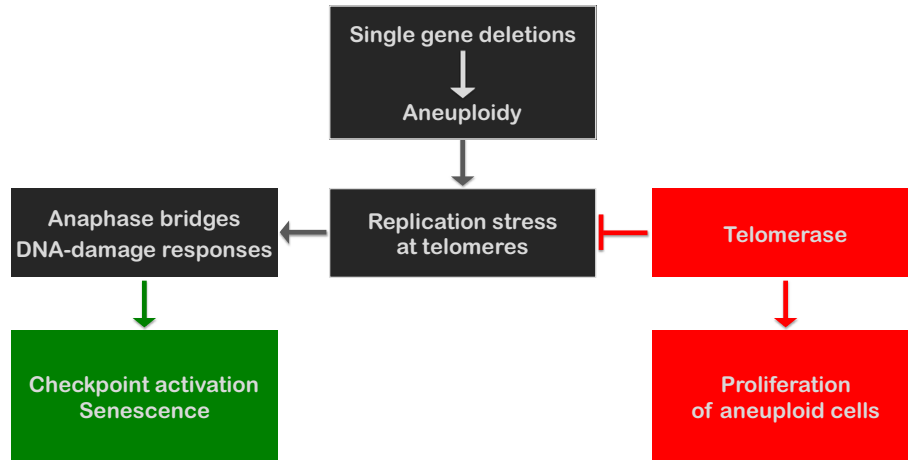 Single gene deletions
Aneuploidy
Anaphase bridges
DNA-damage responses
Replication stress
at telomeres
Telomerase
Checkpoint activation
Senescence
Proliferation
of aneuploid cells